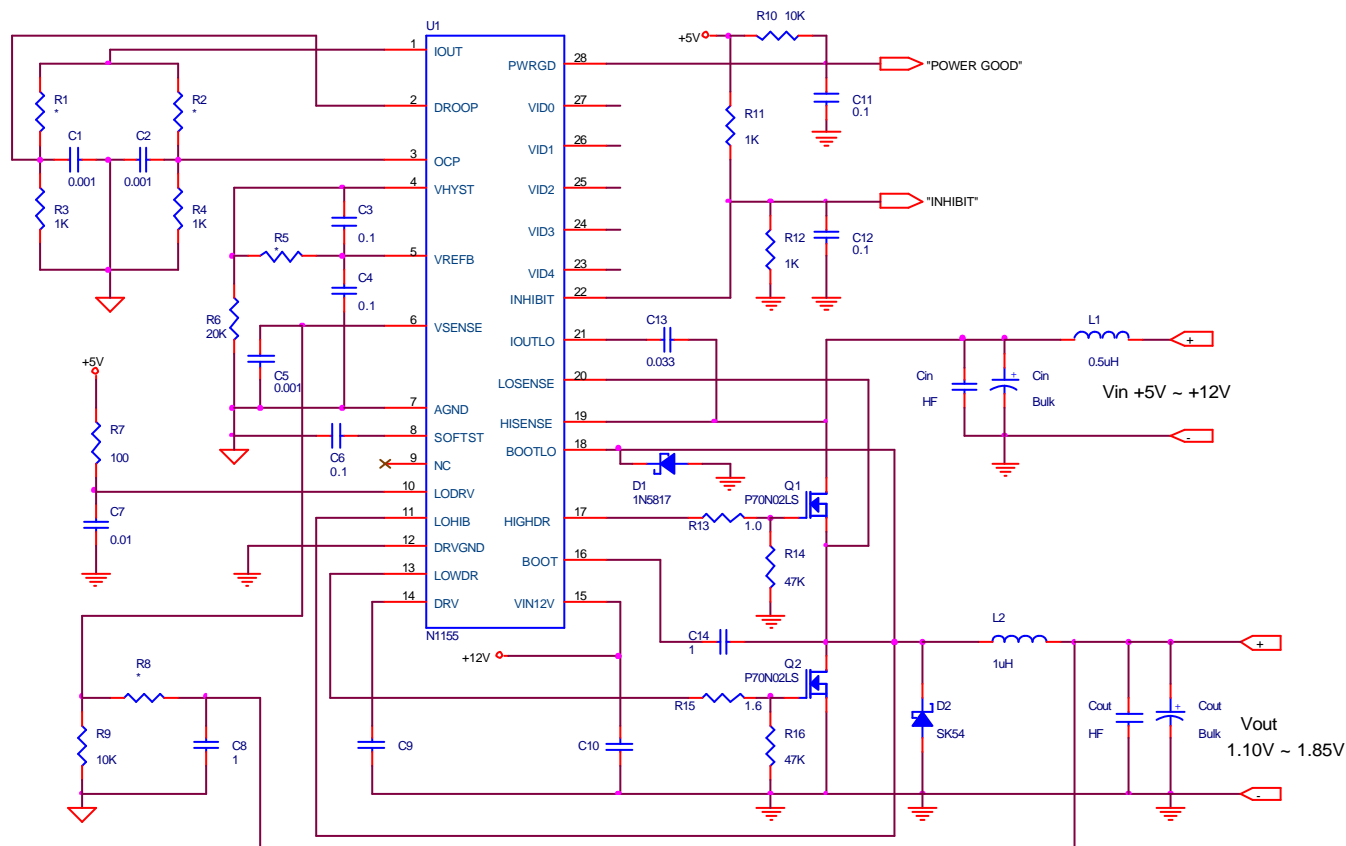 U1
N1155
1
IOUT
2
DROOP
3
OCP
4
VHYST
5
VREFB
6
VSENSE
7
AGND
8
SOFTST
9
NC
10
LODRV
11
LOHIB
12
DRVGND
13
LOWDR
14
DRV
28
PWRGD
27
VID0
26
VID1
25
VID2
24
VID3
23
VID4
22
INHIBIT
21
IOUTLO
20
LOSENSE
19
HISENSE
18
BOOTLO
17
HIGHDR
16
BOOT
15
VIN12V
R1
*
R2
*
C1
0.001
C2
0.001
R3
1K
R4
1K
C3
0.1
R5
*
C4
0.1
R6
20K
C5
0.001
C6
0.1
+5V
R7
100
C7
0.01
R8
*
R9
10K
C8
1
C9
C10
+12V
+5V
R10 10K
"POWER GOOD"
C11
0.1
R11
1K
"INHIBIT"
R12
1K
C12
0.1
C13
0.033
D1
1N5817
Q1
P70N02LS
R13
1.0
R14
47K
C14
1
Q2
P70N02LS
R15
1.6
R16
47K
L1
0.5uH
+
-
Cin
HF
+
Cin
Bulk
Vin +5V ~ +12V
L2
1uH
D2
SK54
Cout
HF
+
Cout
Bulk
+
-
Vout
1.10V ~ 1.85V